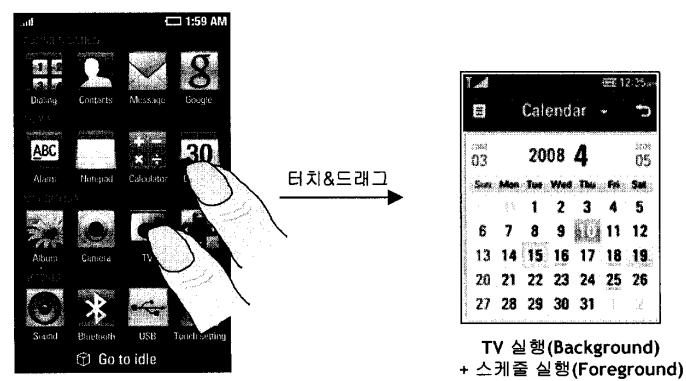 1:59 AM
Dialing Contacts Message Google
ABC 30
Alarm Notepad Calculator
Album Camera TV
Sound Bluetooth USB Touch setting
Go to idle
터치&드래그
12:35
Calendar
03 2008 4 05
Sun Mon Tue Wed Thu Fri Sat
1 2 3 4 5
6 7 8 9 10 11 12
13 14 15 16 17 18 19
20 21 22 23 24 25 26
27 28 29 30 31 1 2
TV 실행(Background)
+ 스케줄 실행(Foreground)